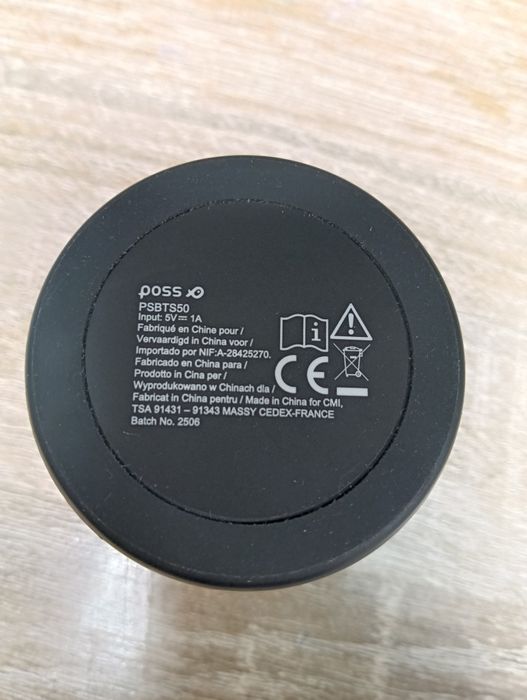 poss
PSBTS50
Input: 5V⎓1A
Fabriqué en Chine pour /
Vervaardigd in China voor /
Importado por NIF:A-28425270.
Fabricado en China para /
Prodotto in Cina per /
Wyprodukowano w Chinach dla /
Fabricat in China pentru / Made in China for CMI,
TSA 91431 – 91343 MASSY CEDEX-FRANCE
Batch No. 2506
i
CE